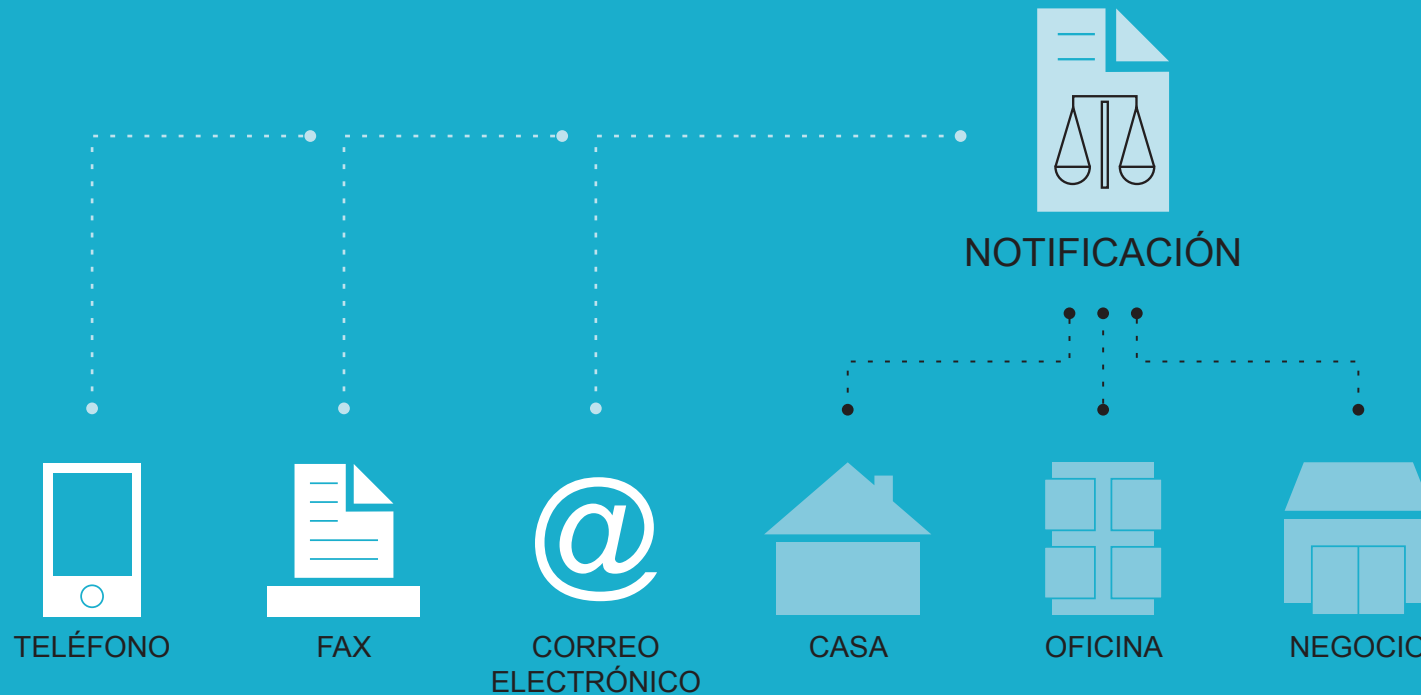 NOTIFICACIÓN
TELÉFONO
FAX
CORREO
ELECTRÓNICO
CASA
OFICINA
NEGOCIO